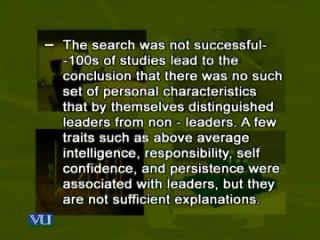 – The search was not successful-
-100s of studies lead to the
conclusion that there was no such
set of personal characteristics
that by themselves distinguished
leaders from non - leaders. A few
traits such as above average
intelligence, responsibility, self
confidence, and persistence were
associated with leaders, but they
are not sufficient explanations.
VU